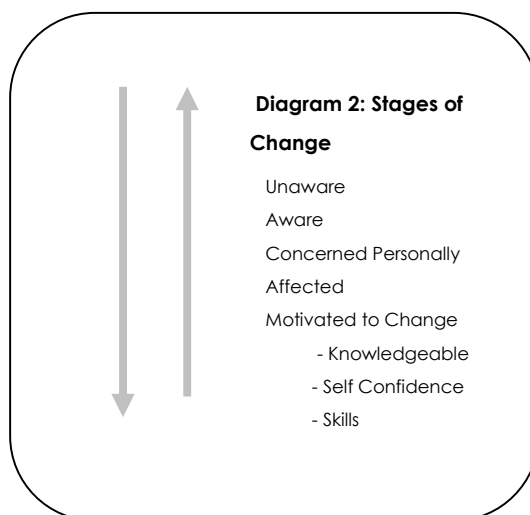 Diagram 2: Stages of
Change
Unaware
Aware
Concerned Personally
Affected
Motivated to Change
- Knowledgeable
- Self Confidence
- Skills